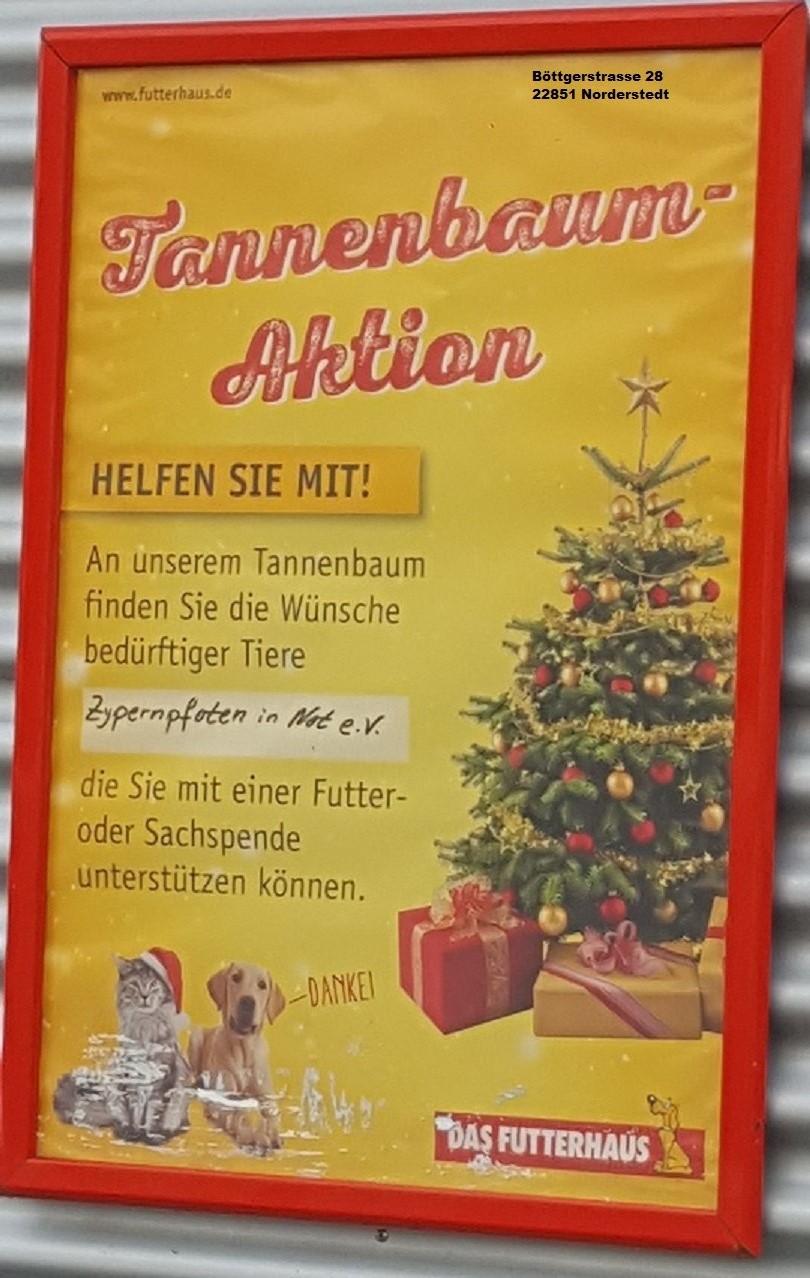 www.futterhaus.de
Böttgerstrasse 28
22851 Norderstedt
Tannenbaum-
Aktion
HELFEN SIE MIT!
An unserem Tannenbaum
finden Sie die Wünsche
bedürftiger Tiere
Zypernpfoten in Not e.V.
die Sie mit einer Futter-
oder Sachspende
unterstützen können.
–DANKE!
DAS FUTTERHAUS